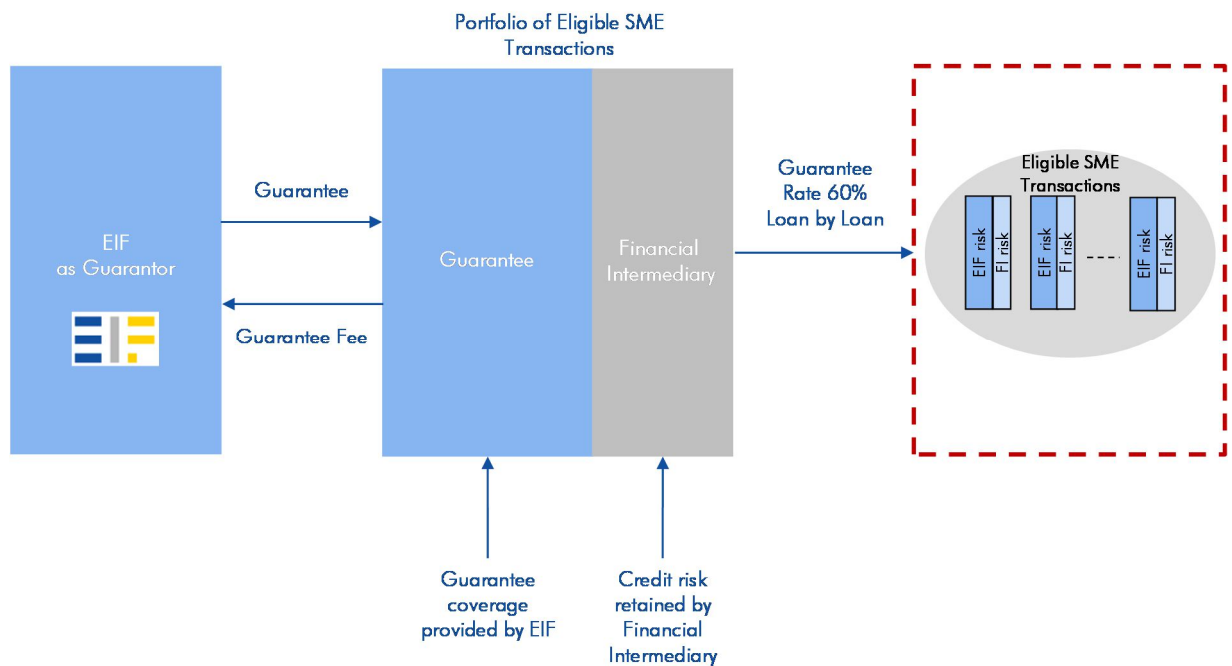 Portfolio of Eligible SME
Transactions
EIF
as Guarantor
Guarantee
Guarantee Fee
Guarantee
Financial
Intermediary
Guarantee
Rate 60%
Loan by Loan
Eligible SME
Transactions
EIF risk
FI risk
EIF risk
FI risk
EIF risk
FI risk
Guarantee
coverage
provided by EIF
Credit risk
retained by
Financial
Intermediary